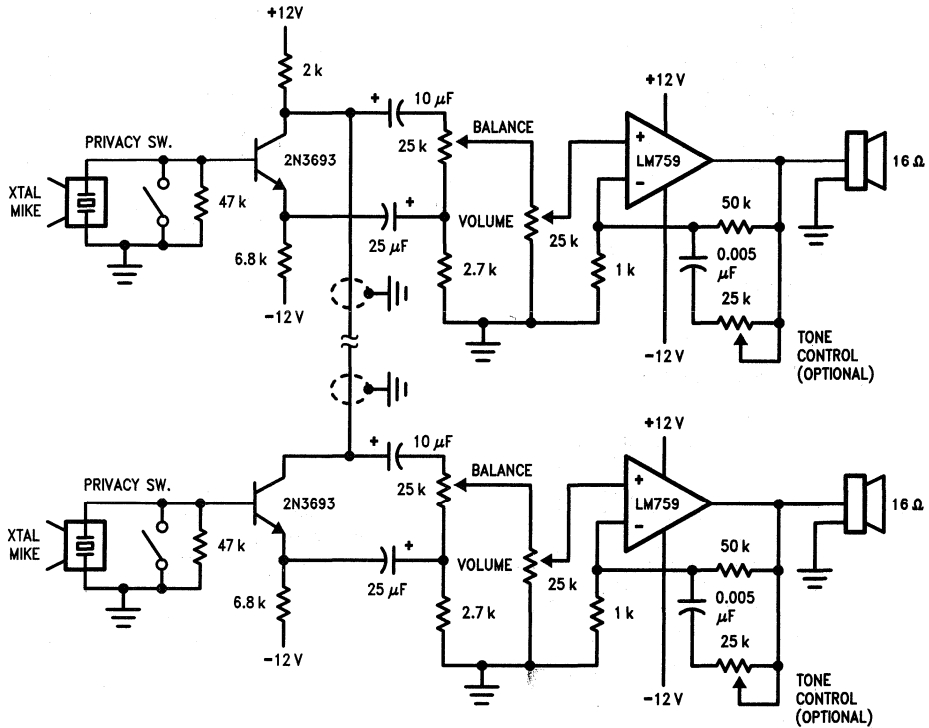 +12V
2 k
+
10 µF
+12 V
PRIVACY SW.
2N3693
25 k
BALANCE
+
LM759
−
16 Ω
XTAL
MIKE
47 k
+
25 µF
VOLUME
25 k
50 k
6.8 k
2.7 k
1 k
0.005
µF
25 k
−12 V
−12 V
TONE
CONTROL
(OPTIONAL)
+
10 µF
+12 V
PRIVACY SW.
2N3693
25 k
BALANCE
+
LM759
−
16 Ω
XTAL
MIKE
47 k
+
25 µF
VOLUME
25 k
50 k
6.8 k
2.7 k
1 k
0.005
µF
25 k
−12 V
−12 V
TONE
CONTROL
(OPTIONAL)